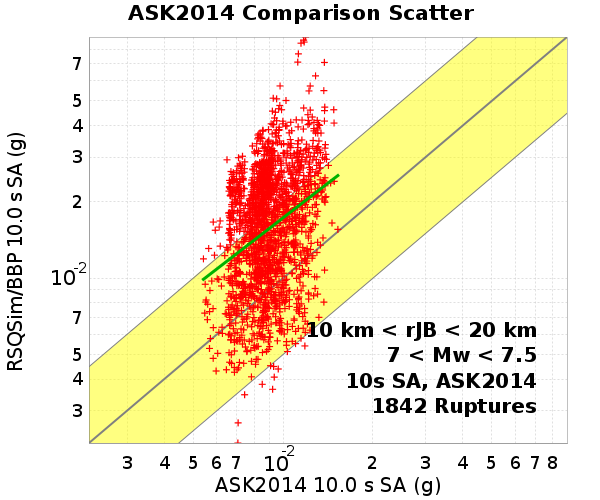 ASK2014 Comparison Scatter
RSQSim/BBP 10.0 s SA (g)
7
5
4
3
2
10-2
7
5
4
3
10 km < rJB < 20 km
7 < Mw < 7.5
10s SA, ASK2014
1842 Ruptures
3 4 5 6 7 10-2 2 3 4 5 6 7 8
ASK2014 10.0 s SA (g)